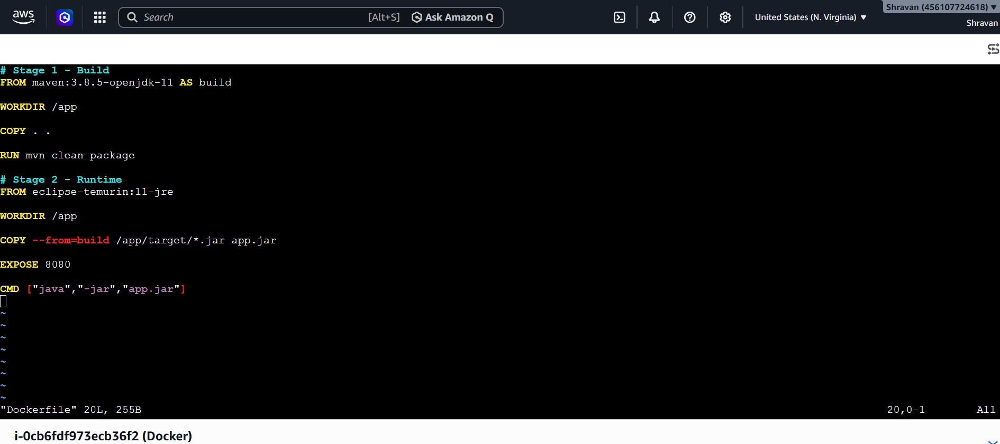 aws
Search [Alt+S] Ask Amazon Q
United States (N. Virginia) ▼
Shravan (456107724618) ▼
Shravan
# Stage 1 - Build
FROM maven:3.8.5-openjdk-11 AS build
WORKDIR /app
COPY . .
RUN mvn clean package
# Stage 2 - Runtime
FROM eclipse-temurin:11-jre
WORKDIR /app
COPY --from=build /app/target/*.jar app.jar
EXPOSE 8080
CMD ["java","-jar","app.jar"]
~
~
~
~
~
~
~
~
"Dockerfile" 20L, 255B 20,0-1 All
i-0cb6fdf973ecb36f2 (Docker)